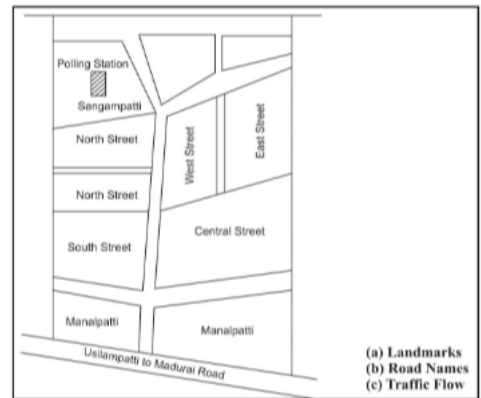 Polling Station
Sangampatti
North Street
West Street
East Street
North Street
Central Street
South Street
Manalpatti
Manalpatti
Usilampatti to Madurai Road
(a) Landmarks
(b) Road Names
(c) Traffic Flow